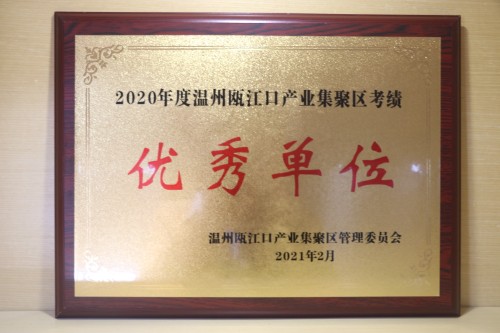 2020年度温州瓯江口产业集聚区考绩
优秀单位
温州瓯江口产业集聚区管理委员会
2021年2月